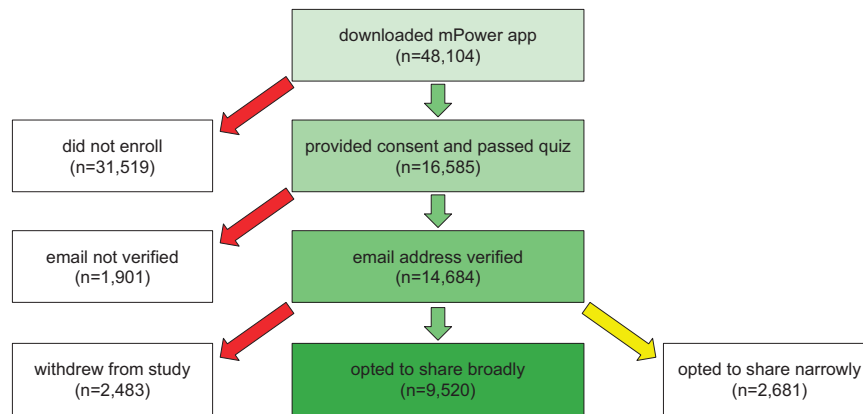 downloaded mPower app
(n=48,104)
did not enroll
(n=31,519)
provided consent and passed quiz
(n=16,585)
email not verified
(n=1,901)
email address verified
(n=14,684)
withdrew from study
(n=2,483)
opted to share broadly
(n=9,520)
opted to share narrowly
(n=2,681)